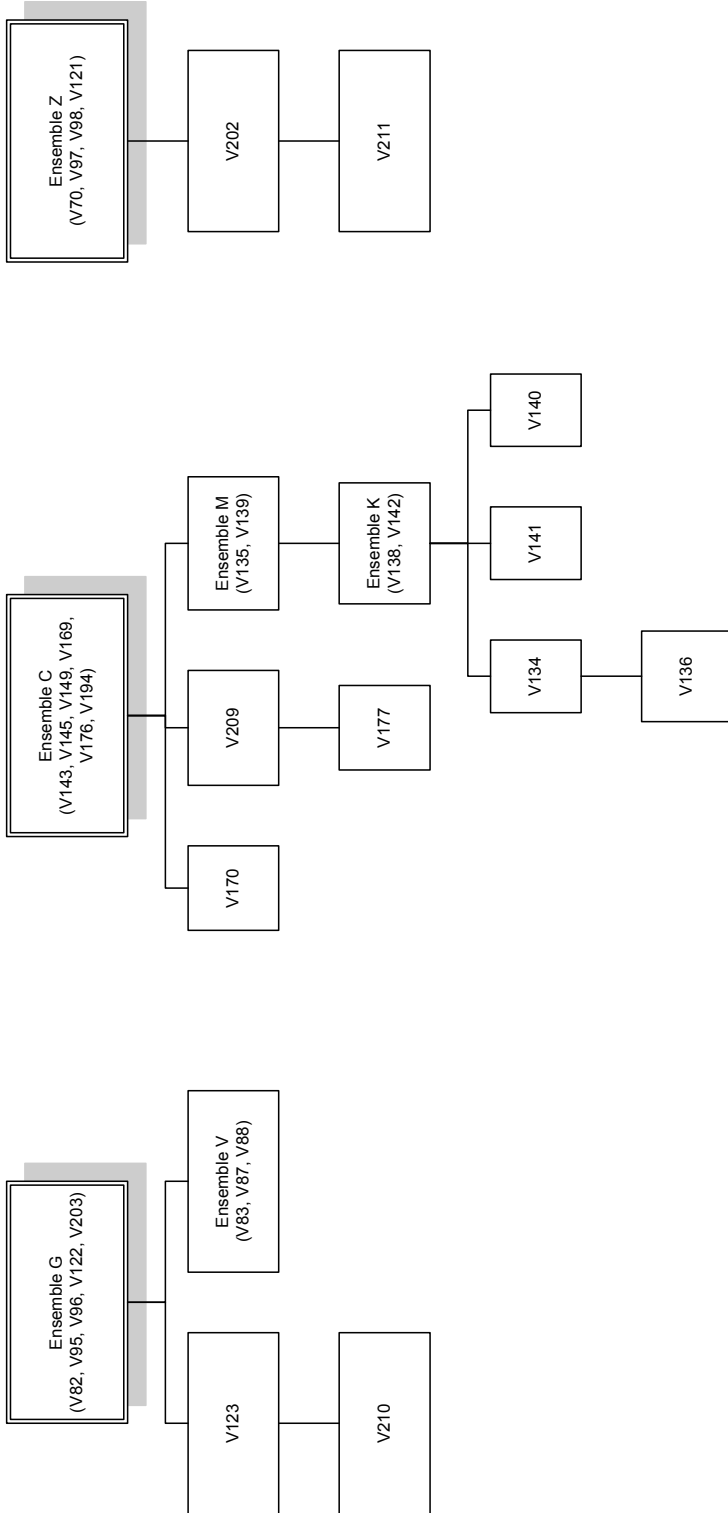 Ensemble G
(V82, V95, V96, V122, V203)
V123
Ensemble V
(V83, V87, V88)
V210
Ensemble C
(V143, V145, V149, V169,
V176, V194)
V170
V209
Ensemble M
(V135, V139)
V177
Ensemble K
(V138, V142)
V134
V141
V140
V136
Ensemble Z
(V70, V97, V98, V121)
V202
V211